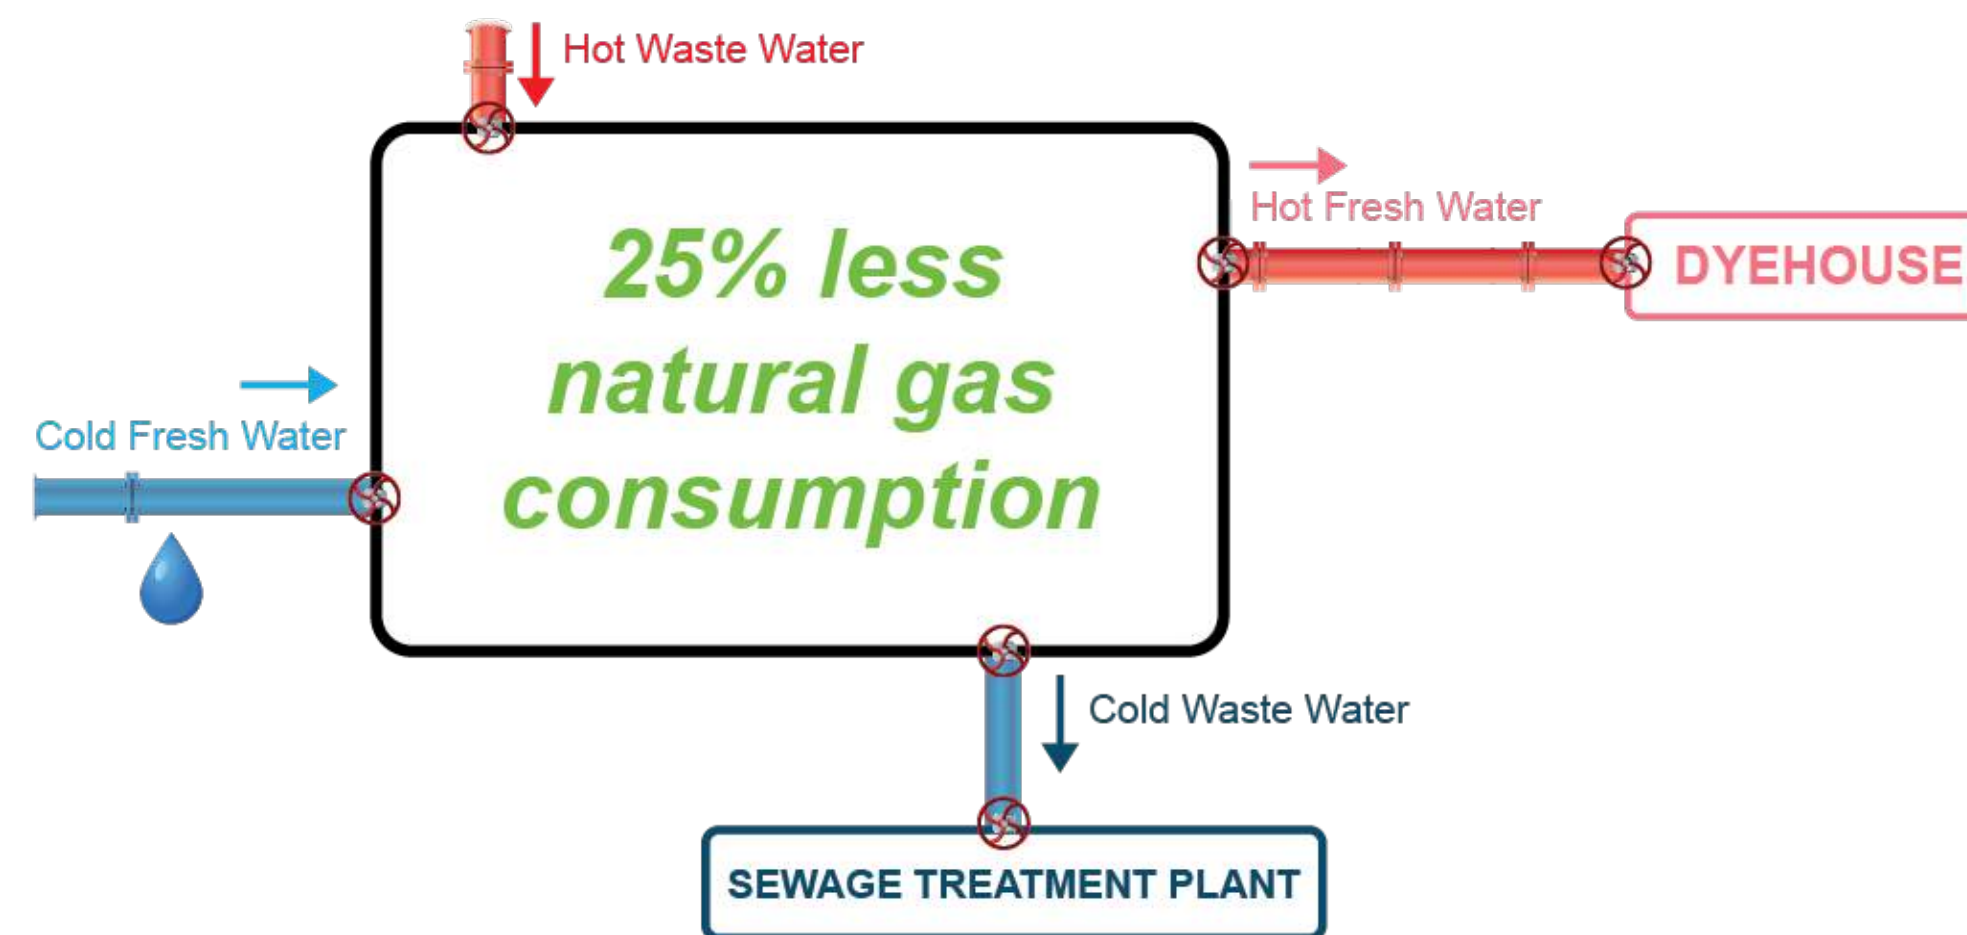 Hot Waste Water
Hot Fresh Water
DYEHOUSE
25% less
natural gas
consumption
Cold Fresh Water
Cold Waste Water
SEWAGE TREATMENT PLANT